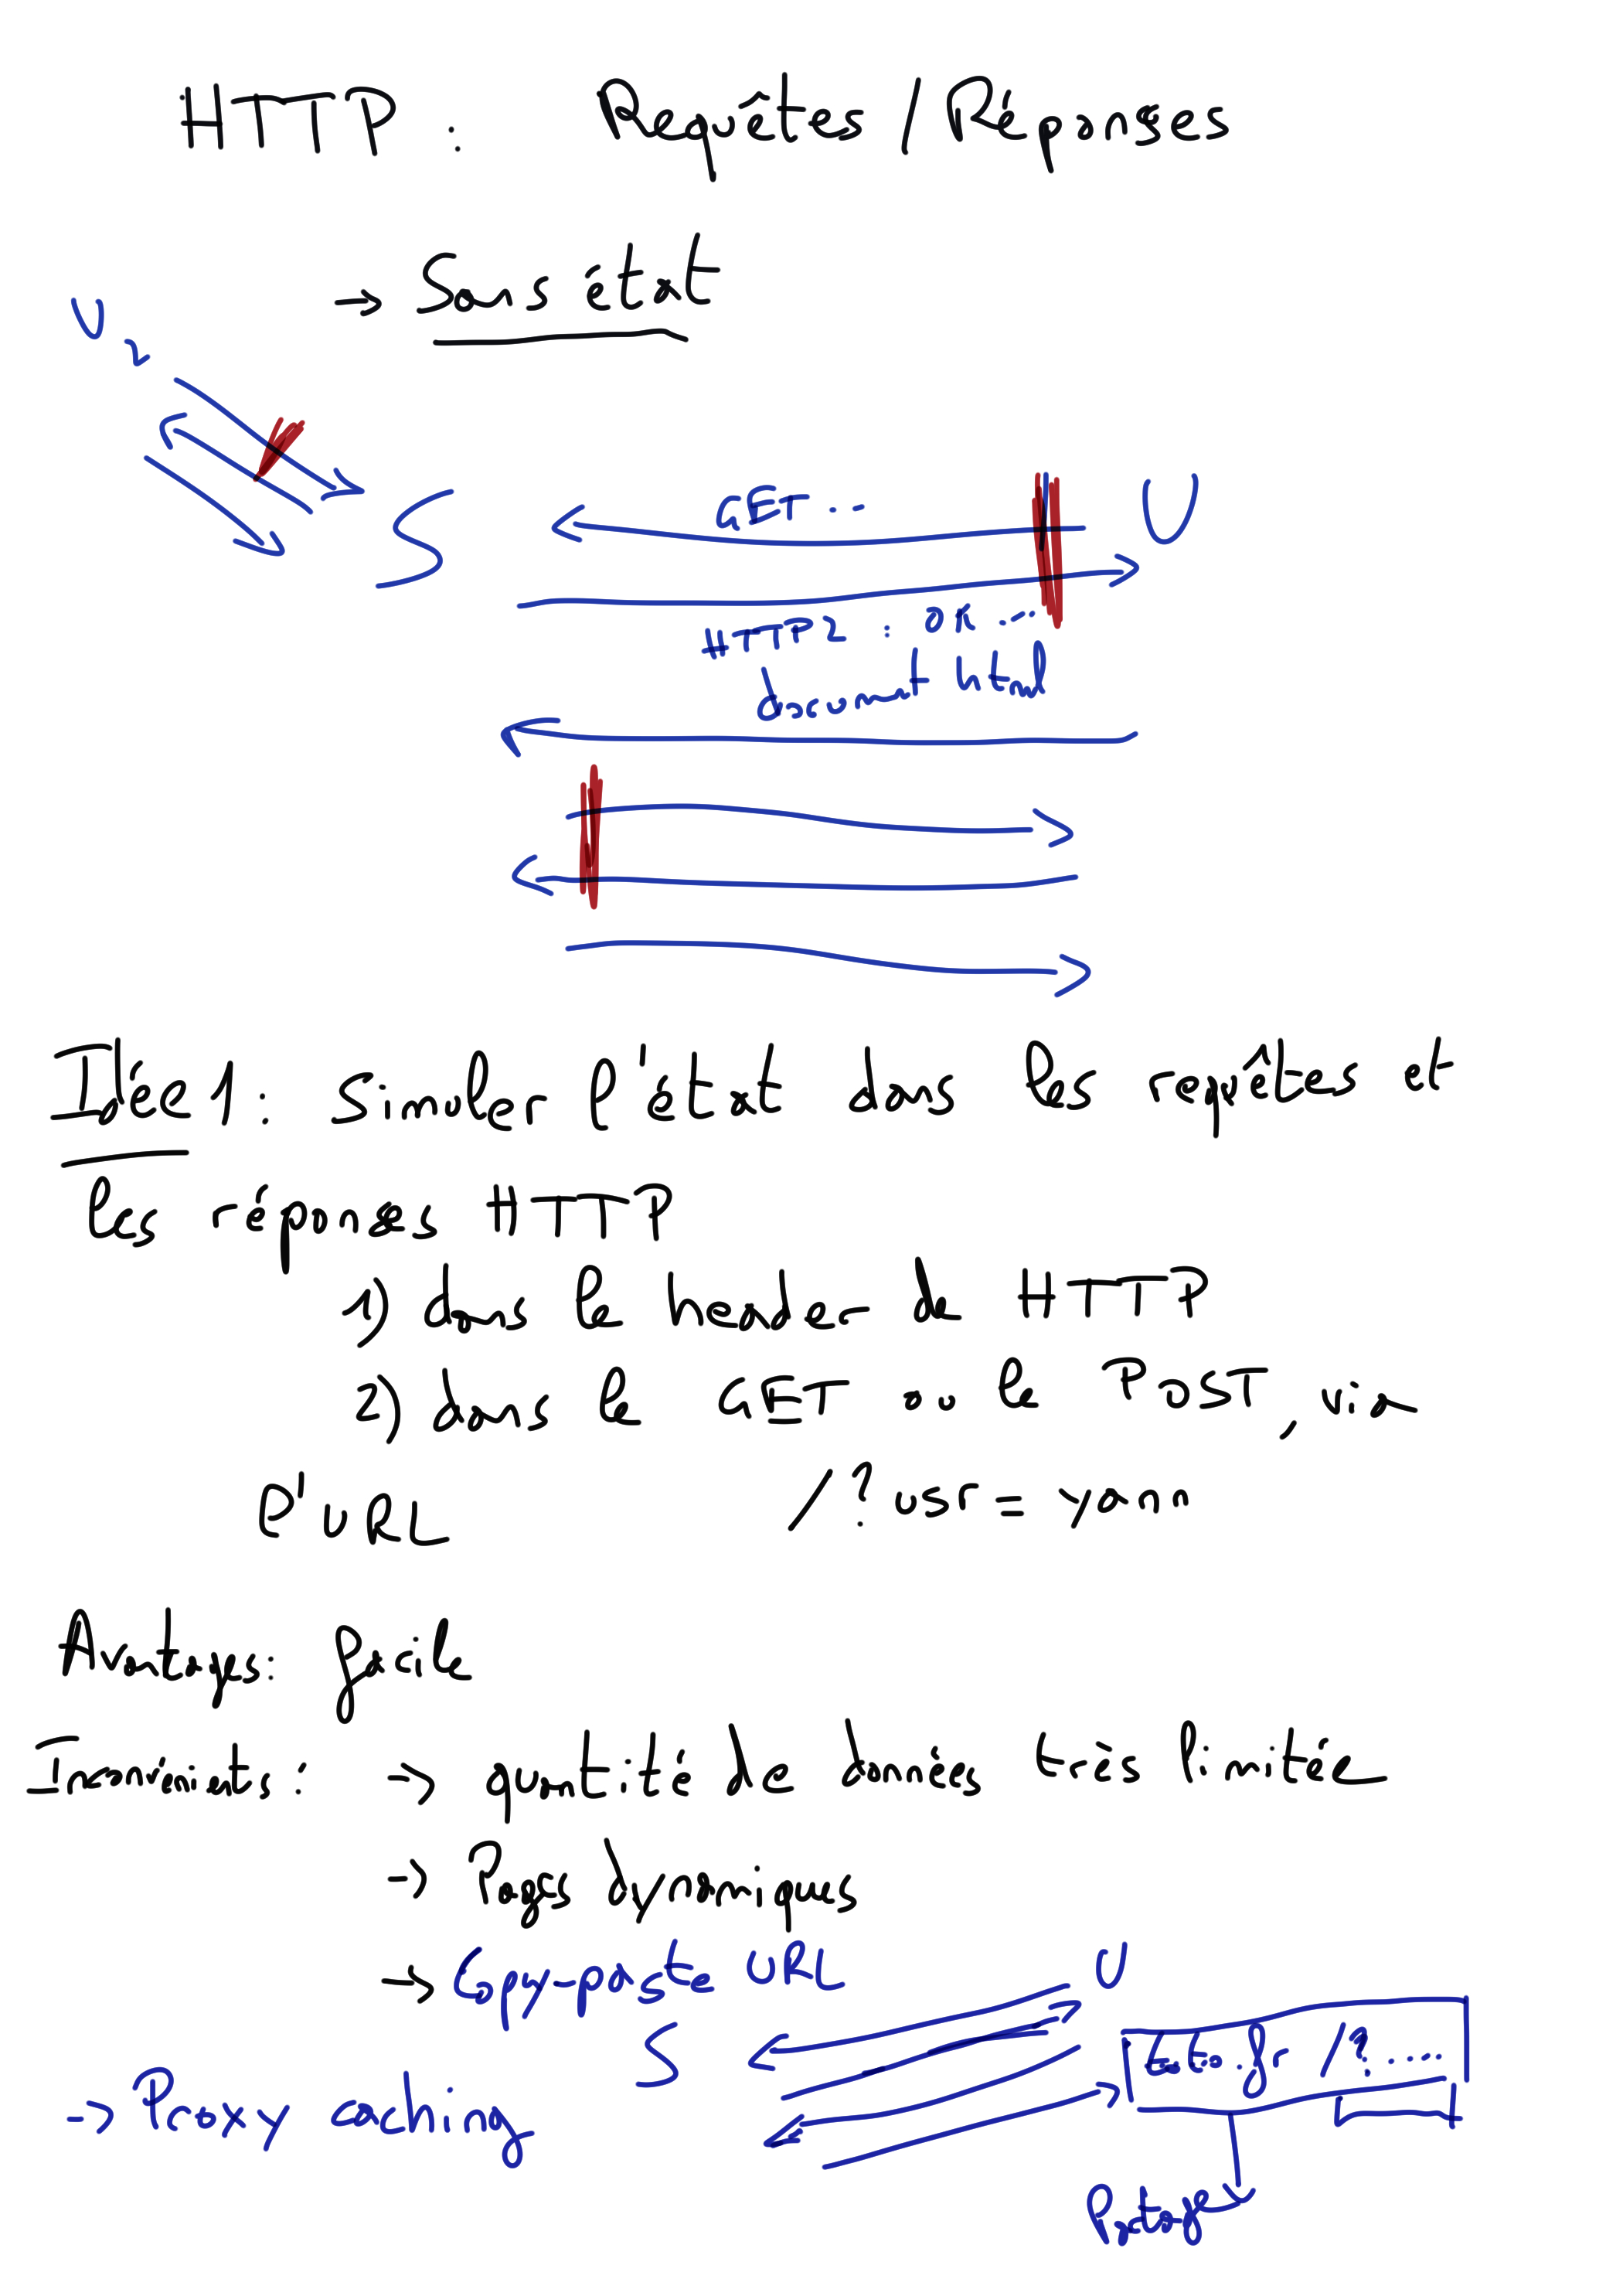 HTTP : Requêtes / Réponses
→ Sans état
U2
S
GET ...
U
HTTP2 : OK ...
document html
Idée 1 : simuler l'état dans les requêtes et
les réponses HTTP
1) dans le header de HTTP
2) dans le GET ou le POST, via
l'URL /?usr=yann
Avantages : facile
Inconvénients : → quantité de données très limitée
→ Pages dynamiques
→ Copy-paste URL
U
S
.fr /?....
→ Proxy caching
Partage